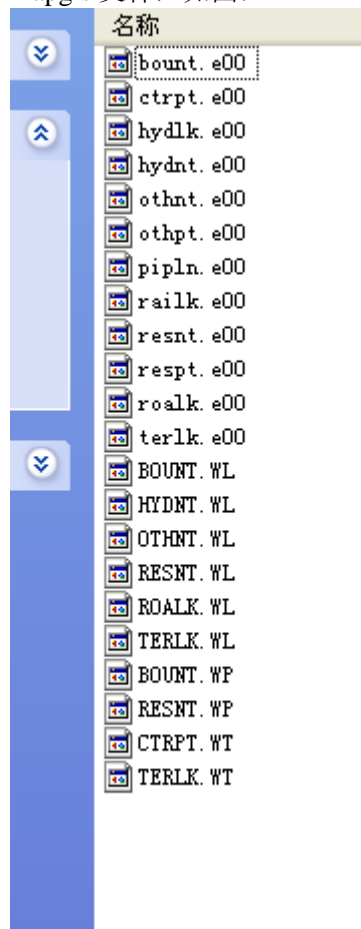 名称
bount.e00
ctrpt.e00
hydlk.e00
hydnt.e00
othnt.e00
othpt.e00
pipln.e00
railk.e00
resnt.e00
respt.e00
roalk.e00
terlk.e00
BOUNT.WL
HYDNT.WL
OTHNT.WL
RESNT.WL
ROALK.WL
TERLK.WL
BOUNT.WP
RESNT.WP
CTRPT.WT
TERLK.WT